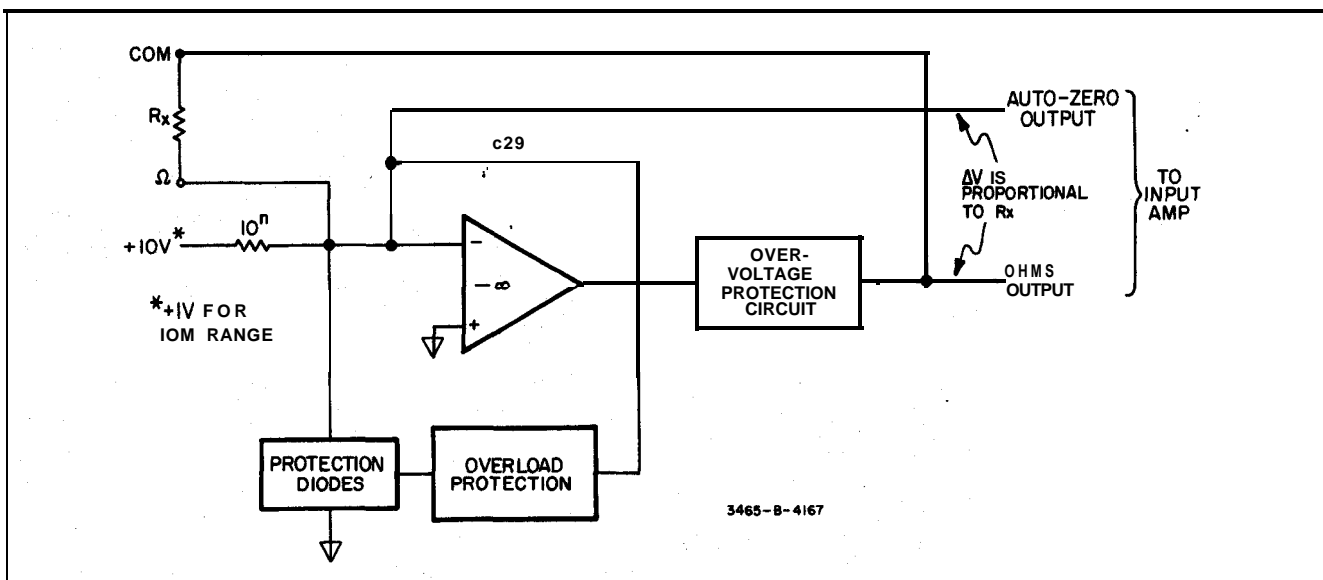 COM
Rx
Ω
+10V*
10ⁿ
*+1V FOR
10M RANGE
c29
−
− ∞
+
OVER-
VOLTAGE
PROTECTION
CIRCUIT
AUTO-ZERO
OUTPUT
ΔV IS
PROPORTIONAL
TO Rx
OHMS
OUTPUT
TO
INPUT
AMP
PROTECTION
DIODES
OVERLOAD
PROTECTION
3465-B-4167